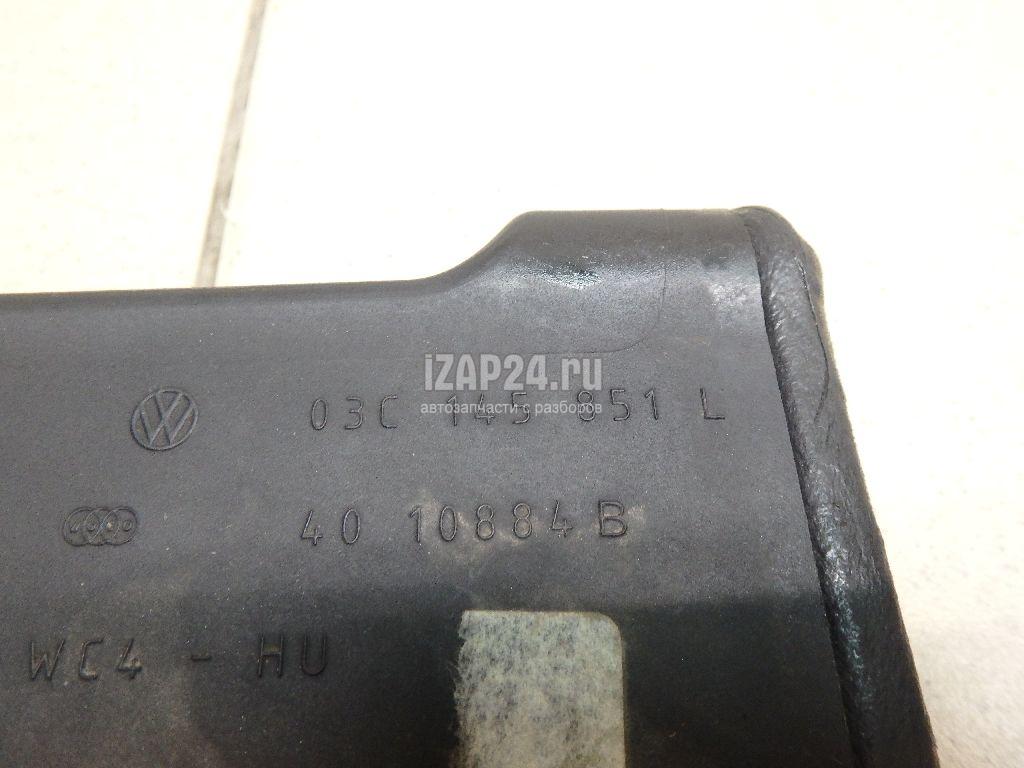 iZAP24.ru
автозапчасти с разборов
03C 145 851 L
40 10884 B
WC4 - HU